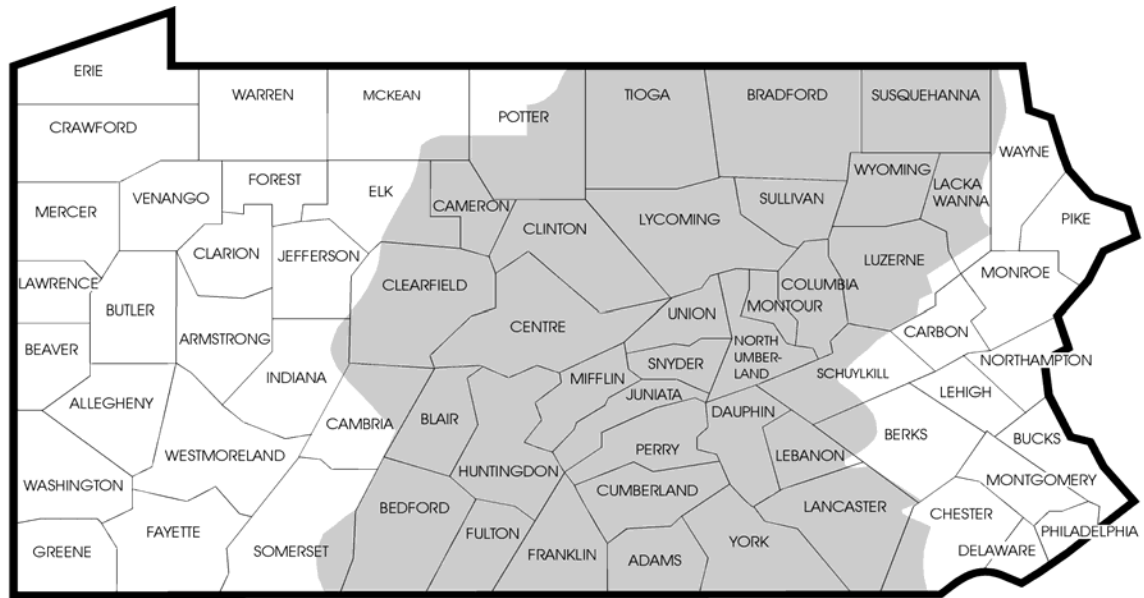 ERIE
WARREN
MCKEAN
POTTER
TIOGA
BRADFORD
SUSQUEHANNA
CRAWFORD
WAYNE
VENANGO
FOREST
ELK
CAMERON
WYOMING
LACKA
WANNA
MERCER
CLINTON
LYCOMING
SULLIVAN
PIKE
CLARION
JEFFERSON
LUZERNE
MONROE
LAWRENCE
CLEARFIELD
COLUMBIA
BUTLER
CENTRE
UNION
MONTOUR
CARBON
BEAVER
ARMSTRONG
NORTH
UMBER-
LAND
NORTHAMPTON
INDIANA
MIFFLIN
SNYDER
SCHUYLKILL
LEHIGH
ALLEGHENY
JUNIATA
CAMBRIA
BLAIR
DAUPHIN
BERKS
BUCKS
WESTMORELAND
PERRY
LEBANON
WASHINGTON
HUNTINGDON
CUMBERLAND
MONTGOMERY
BEDFORD
LANCASTER
CHESTER
FAYETTE
FULTON
YORK
PHILADELPHIA
GREENE
SOMERSET
FRANKLIN
ADAMS
DELAWARE